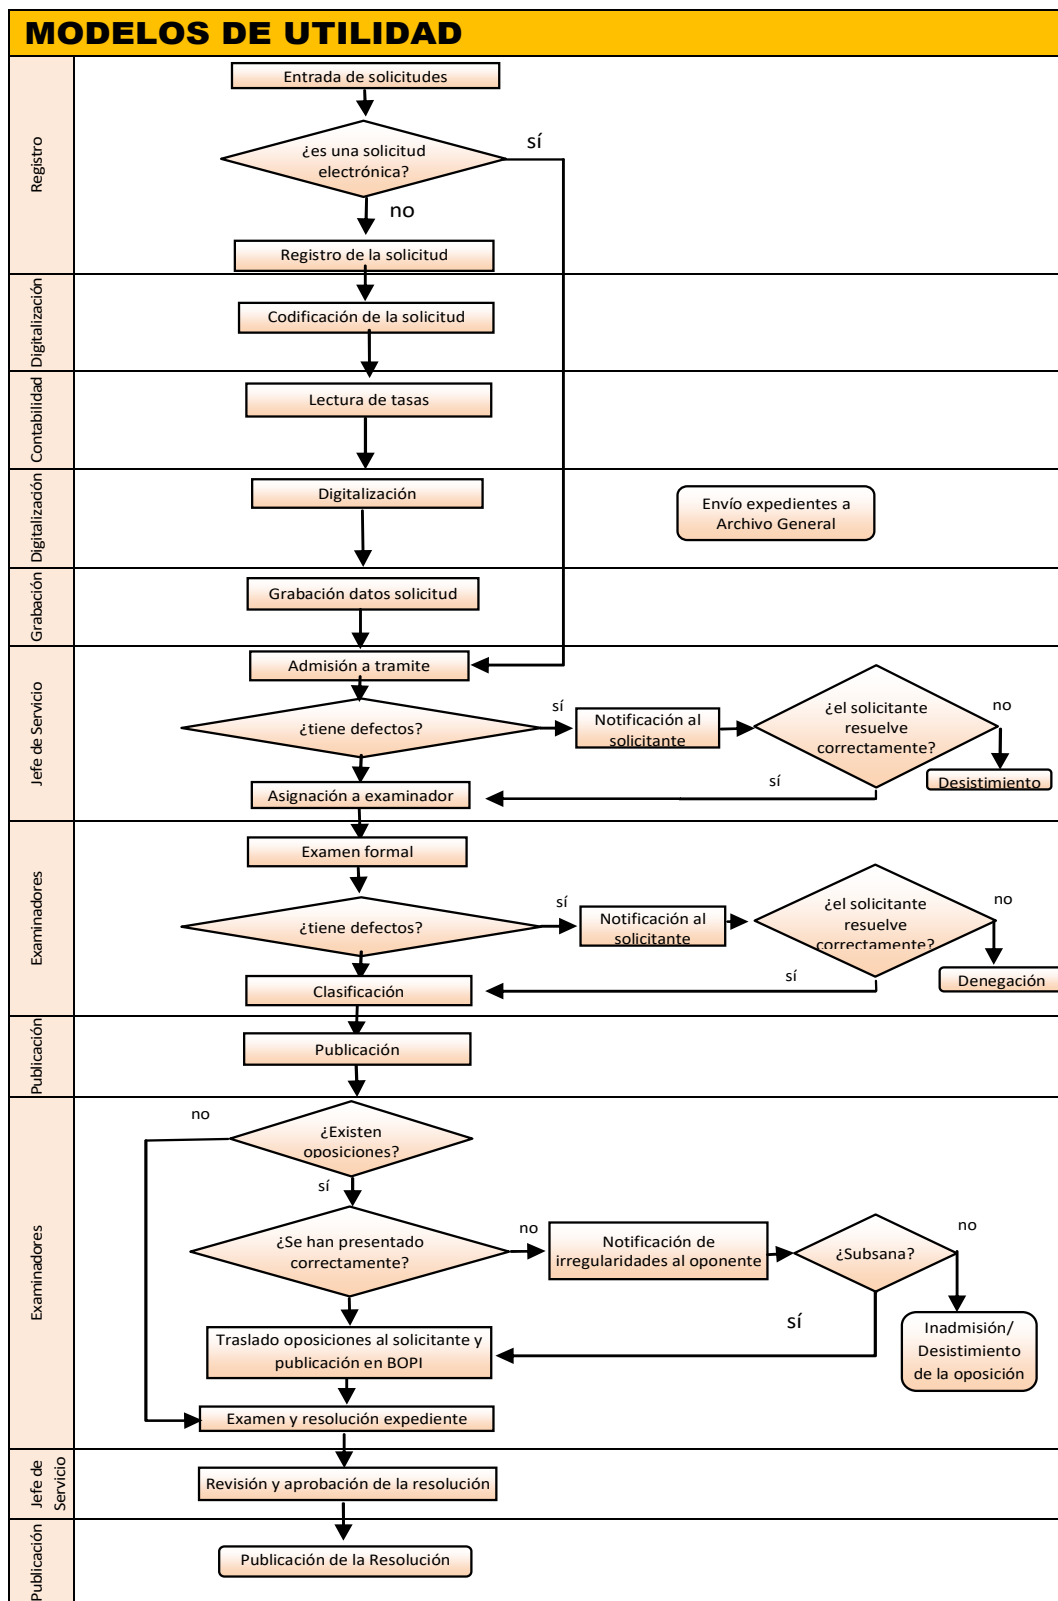 MODELOS DE UTILIDAD
Registro
Entrada de solicitudes
¿es una solicitud
electrónica?
sí
no
Registro de la solicitud
Digitalización
Codificación de la solicitud
Contabilidad
Lectura de tasas
Digitalización
Digitalización
Envío expedientes a
Archivo General
Grabación
Grabación datos solicitud
Jefe de Servicio
Admisión a tramite
¿tiene defectos?
sí
Notificación al
solicitante
¿el solicitante
resuelve
correctamente?
no
Desistimiento
sí
Asignación a examinador
Examinadores
Examen formal
¿tiene defectos?
sí
Notificación al
solicitante
¿el solicitante
resuelve
correctamente?
no
Denegación
sí
Clasificación
Publicación
Publicación
Examinadores
no
¿Existen
oposiciones?
sí
¿Se han presentado
correctamente?
no
Notificación de
irregularidades al oponente
¿Subsana?
no
Inadmisión/
Desistimiento
de la oposición
sí
Traslado oposiciones al solicitante y
publicación en BOPI
Examen y resolución expediente
Jefe de
Servicio
Revisión y aprobación de la resolución
Publicación
Publicación de la Resolución